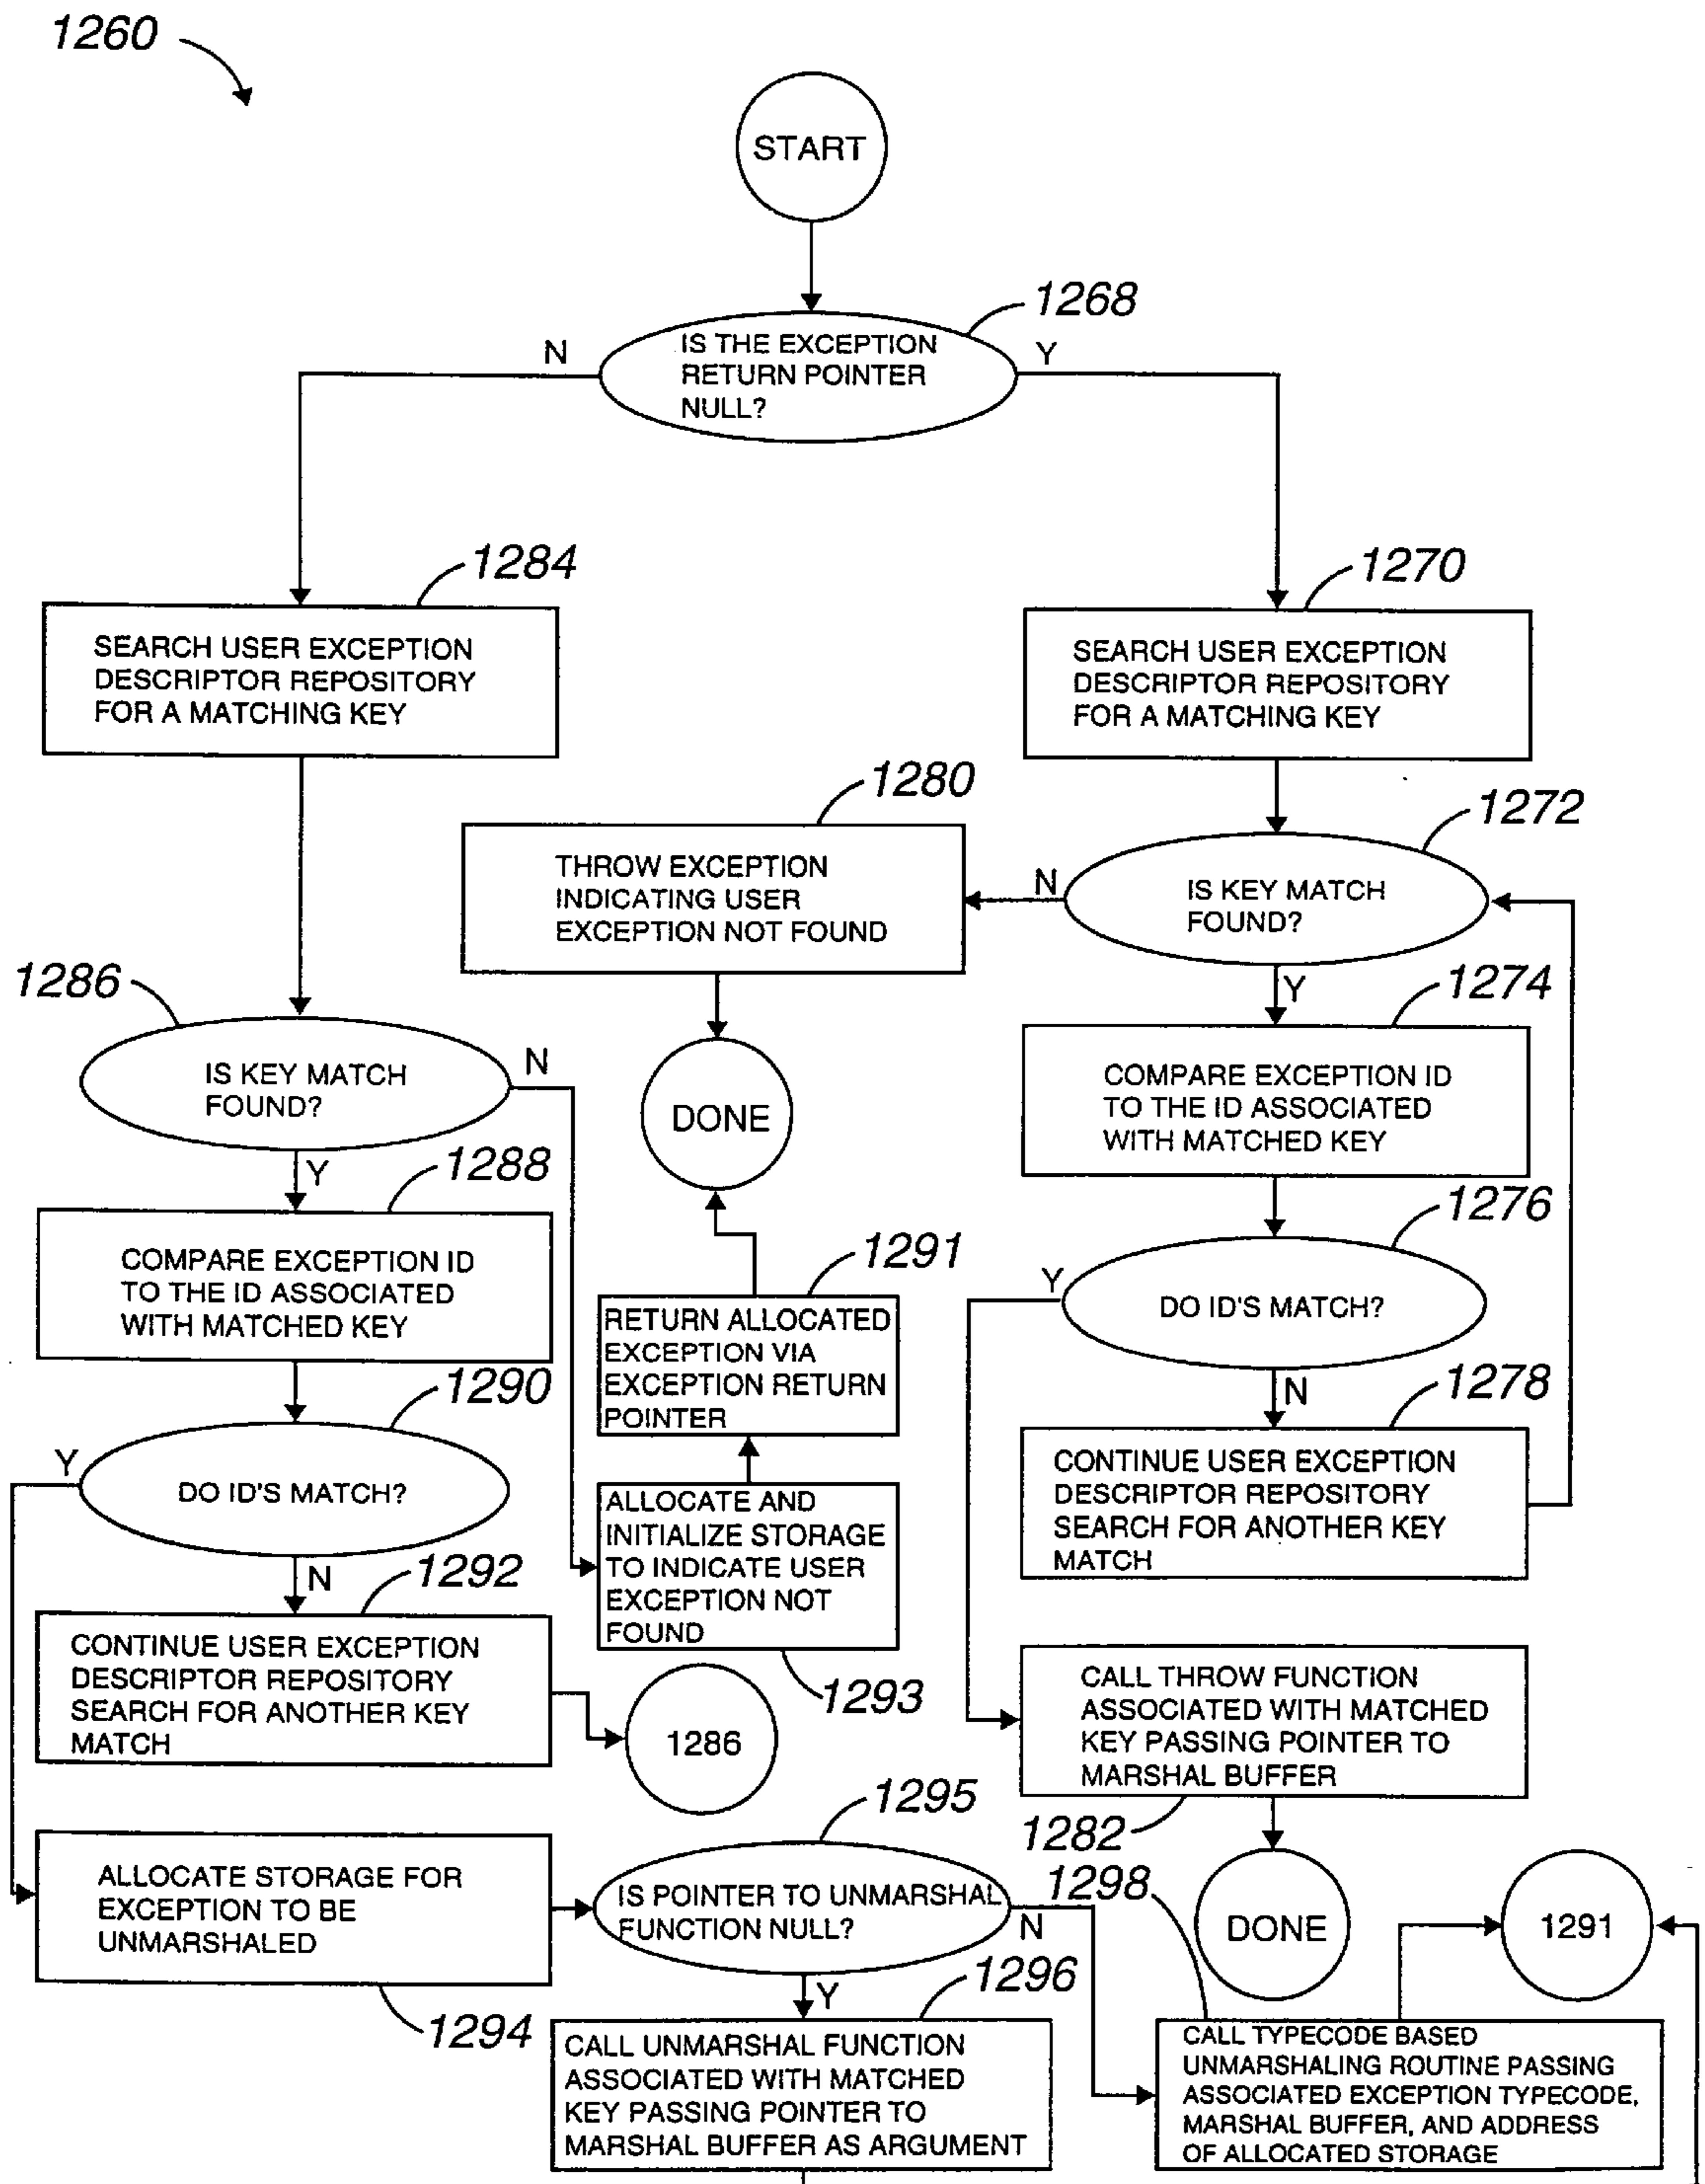 1260
START
1268
IS THE EXCEPTION
RETURN POINTER
NULL?
N
Y
1284
SEARCH USER EXCEPTION
DESCRIPTOR REPOSITORY
FOR A MATCHING KEY
1270
SEARCH USER EXCEPTION
DESCRIPTOR REPOSITORY
FOR A MATCHING KEY
1280
THROW EXCEPTION
INDICATING USER
EXCEPTION NOT FOUND
1272
N
IS KEY MATCH
FOUND?
Y
1286
IS KEY MATCH
FOUND?
N
Y
DONE
1274
COMPARE EXCEPTION ID
TO THE ID ASSOCIATED
WITH MATCHED KEY
1288
COMPARE EXCEPTION ID
TO THE ID ASSOCIATED
WITH MATCHED KEY
1291
RETURN ALLOCATED
EXCEPTION VIA
EXCEPTION RETURN
POINTER
1276
Y
DO ID'S MATCH?
N
1290
Y
DO ID'S MATCH?
N
1278
CONTINUE USER EXCEPTION
DESCRIPTOR REPOSITORY
SEARCH FOR ANOTHER KEY
MATCH
ALLOCATE AND
INITIALIZE STORAGE
TO INDICATE USER
EXCEPTION NOT
FOUND
1293
1292
CONTINUE USER EXCEPTION
DESCRIPTOR REPOSITORY
SEARCH FOR ANOTHER KEY
MATCH
1286
CALL THROW FUNCTION
ASSOCIATED WITH MATCHED
KEY PASSING POINTER TO
MARSHAL BUFFER
1282
DONE
ALLOCATE STORAGE FOR
EXCEPTION TO BE
UNMARSHALED
1294
1295
IS POINTER TO UNMARSHAL
FUNCTION NULL?
N
Y
1298
1291
1296
CALL UNMARSHAL FUNCTION
ASSOCIATED WITH MATCHED
KEY PASSING POINTER TO
MARSHAL BUFFER AS ARGUMENT
CALL TYPECODE BASED
UNMARSHALING ROUTINE PASSING
ASSOCIATED EXCEPTION TYPECODE,
MARSHAL BUFFER, AND ADDRESS
OF ALLOCATED STORAGE